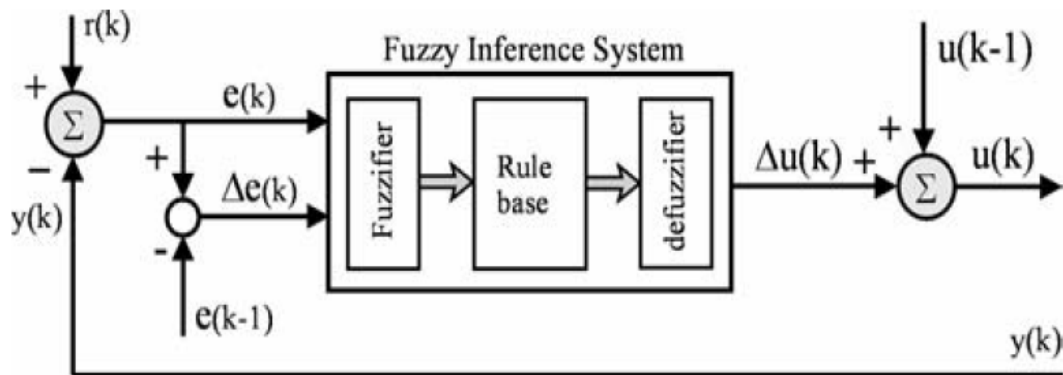 r(k)
+
Σ
−
y(k)
e(k)
+
Δe(k)
-
e(k-1)
Fuzzy Inference System
Fuzzifier
Rule
base
defuzzifier
Δu(k)
+
+
u(k-1)
Σ
u(k)
y(k)